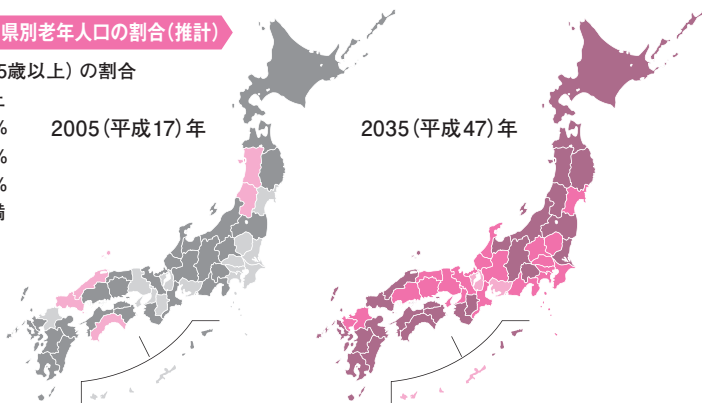 県別老年人口の割合(推計)
5歳以上) の割合
%
%
%
2005(平成17)年
2035(平成47)年